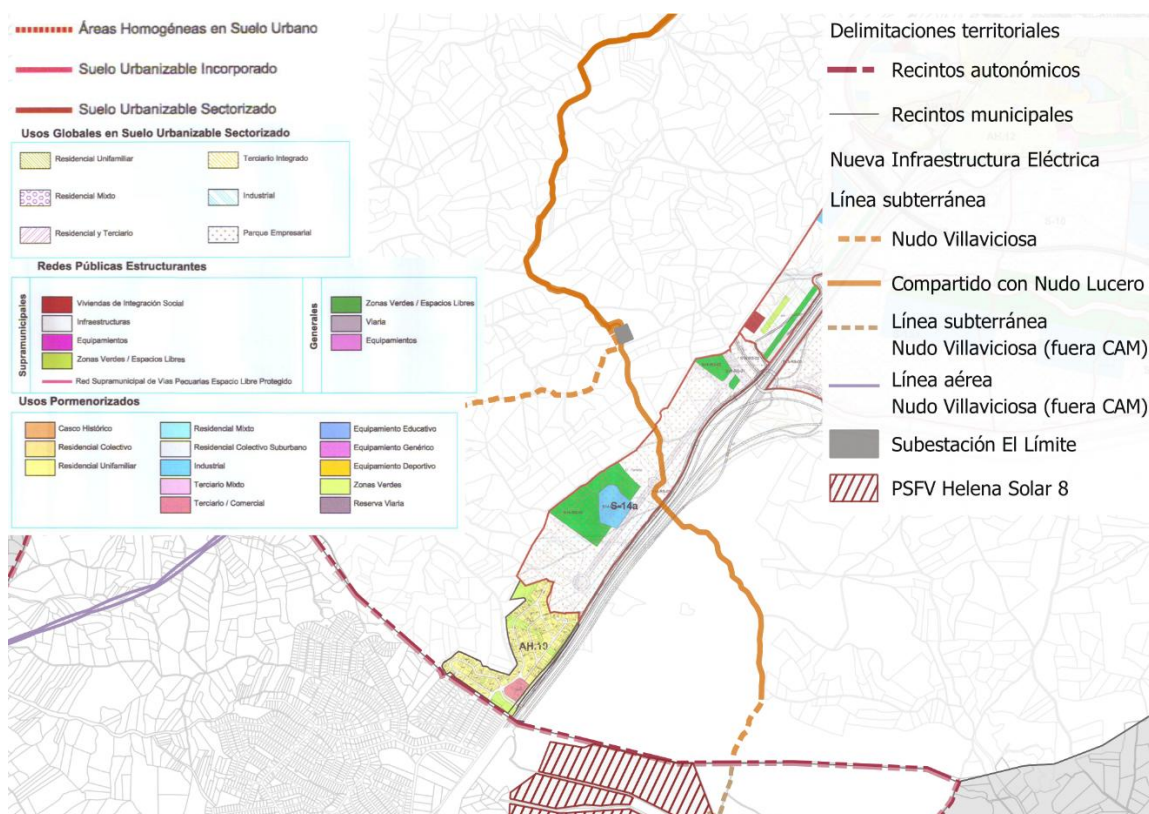 Áreas Homogéneas en Suelo Urbano
Suelo Urbanizable Incorporado
Suelo Urbanizable Sectorizado
Usos Globales en Suelo Urbanizable Sectorizado
Residencial Unifamiliar
Terciario Integrado
Residencial Mixto
Industrial
Residencial y Terciario
Parque Empresarial
Redes Públicas Estructurantes
Supramunicipales
Viviendas de Integración Social
Infraestructuras
Equipamientos
Zonas Verdes / Espacios Libres
Red Supramunicipal de Vias Pecuarias Espacio Libre Protegido
Generales
Zonas Verdes / Espacios Libres
Viaria
Equipamientos
Usos Pormenorizados
Casco Histórico
Residencial Colectivo
Residencial Unifamiliar
Residencial Mixto
Residencial Colectivo Suburbano
Industrial
Terciario Mixto
Terciario / Comercial
Equipamiento Educativo
Equipamiento Genérico
Equipamiento Deportivo
Zonas Verdes
Reserva Viaria
S-14a
AH.19
Delimitaciones territoriales
Recintos autonómicos
Recintos municipales
Nueva Infraestructura Eléctrica
Línea subterránea
Nudo Villaviciosa
Compartido con Nudo Lucero
Línea subterránea
Nudo Villaviciosa (fuera CAM)
Línea aérea
Nudo Villaviciosa (fuera CAM)
Subestación El Límite
PSFV Helena Solar 8